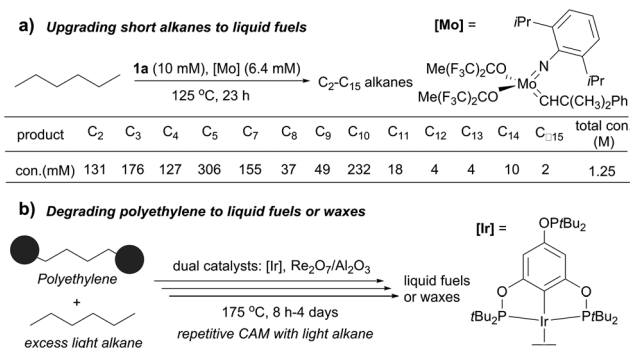 a) Upgrading short alkanes to liquid fuels
[Mo] =
iPr
N
iPr
Me(F3C)2CO
Mo
Me(F3C)2CO
CHC(CH3)2Ph
1a (10 mM), [Mo] (6.4 mM)
125 °C, 23 h
C2-C15 alkanes
product C2 C3 C4 C5 C7 C8 C9 C10 C11 C12 C13 C14 C□15 total con. (M)
con.(mM) 131 176 127 306 155 37 49 232 18 4 4 10 2 1.25
b) Degrading polyethylene to liquid fuels or waxes
[Ir] =
OPtBu2
O
O
tBu2P
Ir
PtBu2
Polyethylene
+
excess light alkane
dual catalysts: [Ir], Re2O7/Al2O3
175 °C, 8 h-4 days
repetitive CAM with light alkane
liquid fuels
or waxes